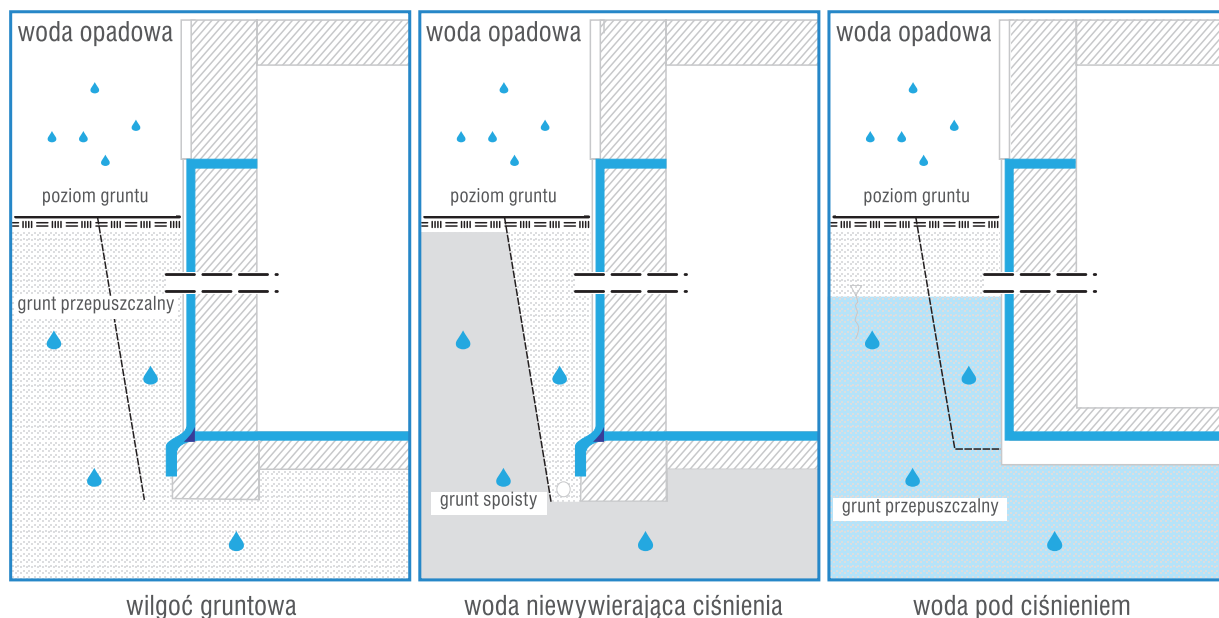 woda opadowa
poziom gruntu
grunt przepuszczalny
wilgoć gruntowa
woda opadowa
poziom gruntu
grunt spoisty
woda niewywierająca ciśnienia
woda opadowa
poziom gruntu
grunt przepuszczalny
woda pod ciśnieniem